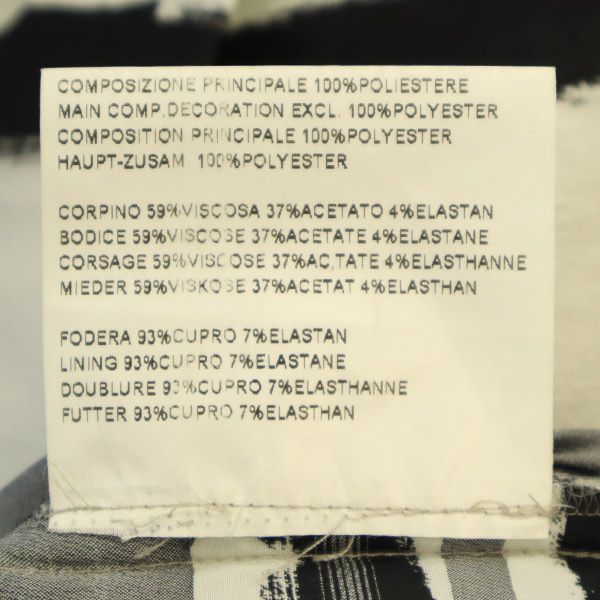 COMPOSIZIONE PRINCIPALE 100%POLIESTERE
MAIN COMP.DECORATION EXCL. 100%POLYESTER
COMPOSITION PRINCIPALE 100%POLYESTER
HAUPT-ZUSAM. 100%POLYESTER
CORPINO 59%VISCOSA 37%ACETATO 4%ELASTAN
BODICE 59%VISCOSE 37%ACETATE 4%ELASTANE
CORSAGE 59%VISCOSE 37%AC,TATE 4%ELASTHANNE
MIEDER 59%VISKOSE 37%ACETAT 4%ELASTHAN
FODERA 93%CUPRO 7%ELASTAN
LINING 93%CUPRO 7%ELASTANE
DOUBLURE 93%CUPRO 7%ELASTHANNE
FUTTER 93%CUPRO 7%ELASTHAN